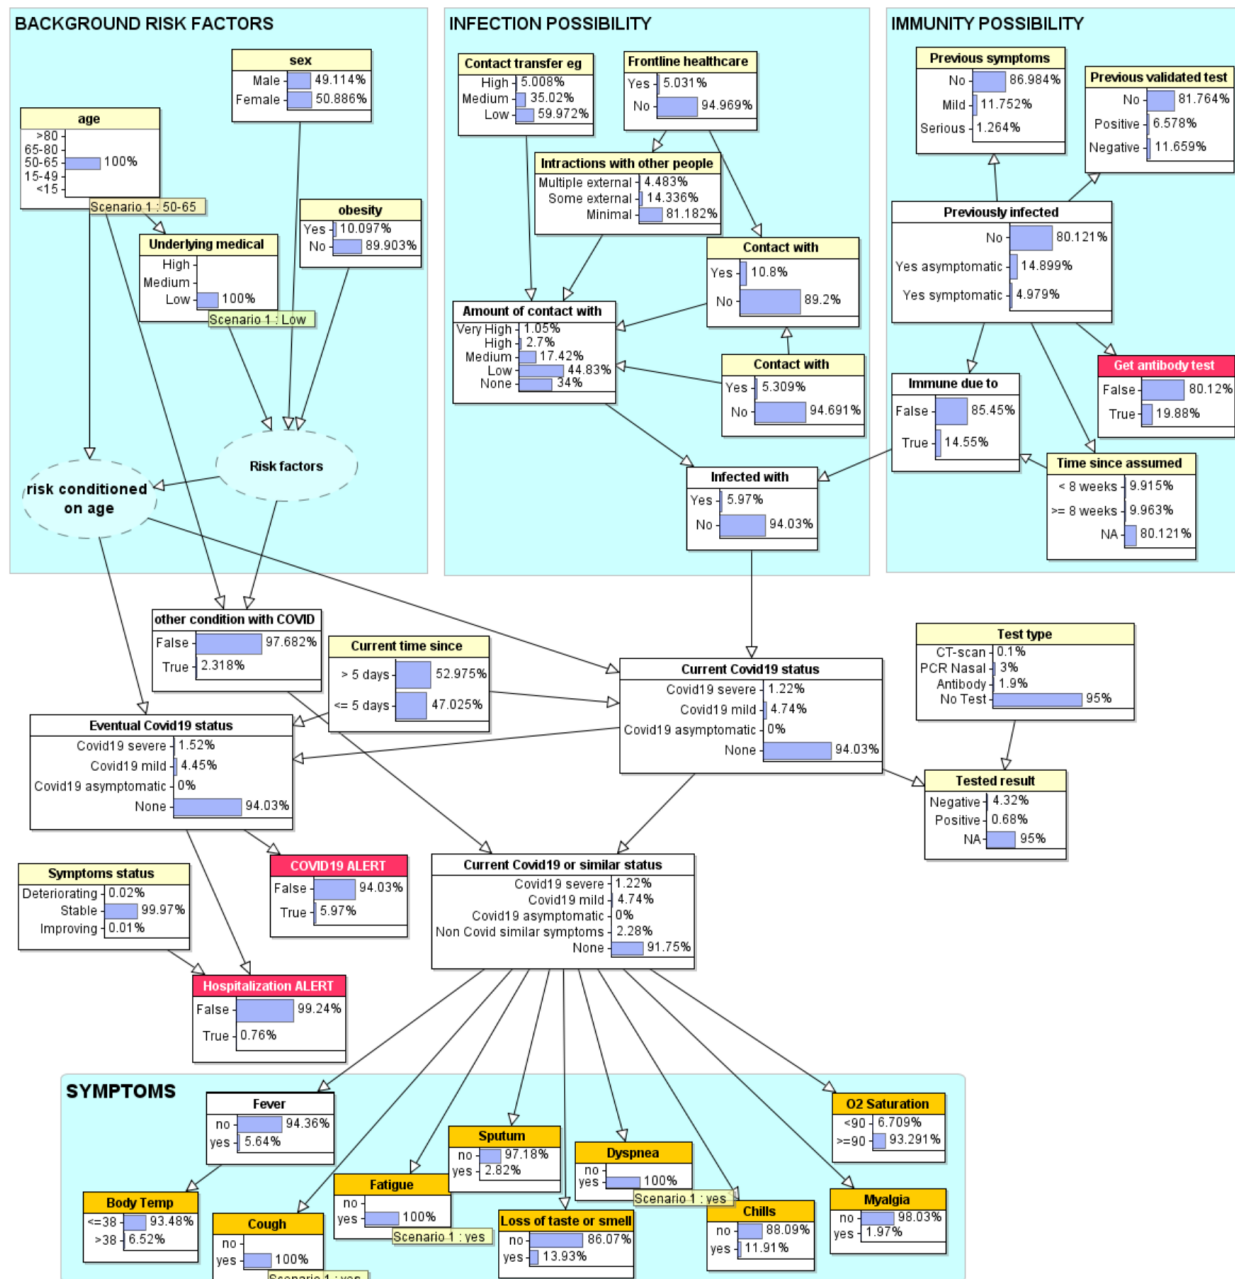 BACKGROUND RISK FACTORS
sex
Male 49.114%
Female 50.886%
age
>80
65-80
50-65 100%
15-49
<15
Scenario 1 : 50-65
obesity
Yes 10.097%
No 89.903%
Underlying medical
High
Medium
Low 100%
Scenario 1 : Low
Risk factors
risk conditioned
on age
INFECTION POSSIBILITY
Contact transfer eg
High 5.008%
Medium 35.02%
Low 59.972%
Frontline healthcare
Yes 5.031%
No 94.969%
Intractions with other people
Multiple external 4.483%
Some external 14.336%
Minimal 81.182%
Contact with
Yes 10.8%
No 89.2%
Amount of contact with
Very High 1.05%
High 2.7%
Medium 17.42%
Low 44.83%
None 34%
Contact with
Yes 5.309%
No 94.691%
Infected with
Yes 5.97%
No 94.03%
IMMUNITY POSSIBILITY
Previous symptoms
No 86.984%
Mild 11.752%
Serious 1.264%
Previous validated test
No 81.764%
Positive 6.578%
Negative 11.659%
Previously infected
No 80.121%
Yes asymptomatic 14.899%
Yes symptomatic 4.979%
Get antibody test
False 80.12%
True 19.88%
Immune due to
False 85.45%
True 14.55%
Time since assumed
< 8 weeks 9.915%
>= 8 weeks 9.963%
NA 80.121%
other condition with COVID
False 97.682%
True 2.318%
Current time since
> 5 days 52.975%
<= 5 days 47.025%
Current Covid19 status
Covid19 severe 1.22%
Covid19 mild 4.74%
Covid19 asymptomatic 0%
None 94.03%
Test type
CT-scan 0.1%
PCR Nasal 3%
Antibody 1.9%
No Test 95%
Eventual Covid19 status
Covid19 severe 1.52%
Covid19 mild 4.45%
Covid19 asymptomatic 0%
None 94.03%
Tested result
Negative 4.32%
Positive 0.68%
NA 95%
Symptoms status
Deteriorating 0.02%
Stable 99.97%
Improving 0.01%
COVID19 ALERT
False 94.03%
True 5.97%
Current Covid19 or similar status
Covid19 severe 1.22%
Covid19 mild 4.74%
Covid19 asymptomatic 0%
Non Covid similar symptoms 2.28%
None 91.75%
Hospitalization ALERT
False 99.24%
True 0.76%
SYMPTOMS
Fever
no 94.36%
yes 5.64%
O2 Saturation
<90 6.709%
>=90 93.291%
Sputum
no 97.18%
yes 2.82%
Dyspnea
no
yes 100%
Scenario 1 : yes
Fatigue
no
yes 100%
Scenario 1 : yes
Body Temp
<=38 93.48%
>38 6.52%
Cough
no
yes 100%
Scenario 1 : yes
Loss of taste or smell
no 86.07%
yes 13.93%
Chills
no 88.09%
yes 11.91%
Myalgia
no 98.03%
yes 1.97%